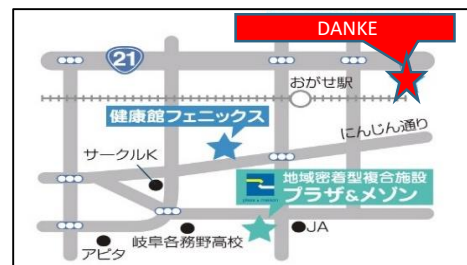 DANKE
21
おがせ駅
健康館フェニックス
にんじん通り
サークルK
地域密着型複合施設
プラザ&メゾン
JA
岐阜各務野高校
アピタ